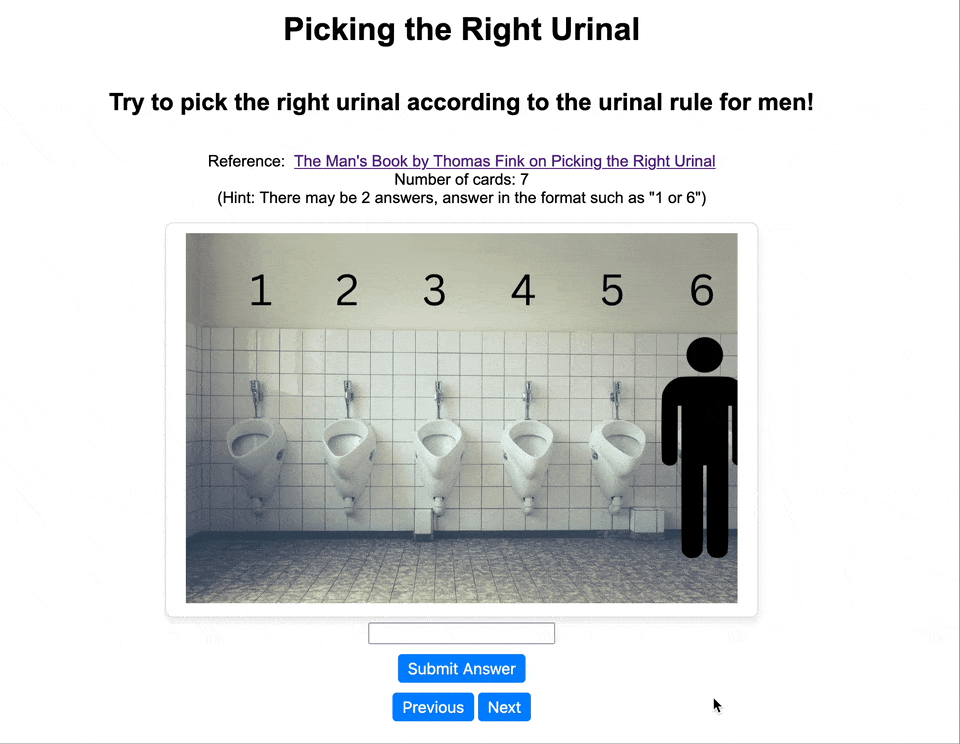 Picking the Right Urinal
Try to pick the right urinal according to the urinal rule for men!
Reference: The Man's Book by Thomas Fink on Picking the Right Urinal
Number of cards: 7
(Hint: There may be 2 answers, answer in the format such as "1 or 6")
1 2 3 4 5 6
Submit Answer
Previous Next